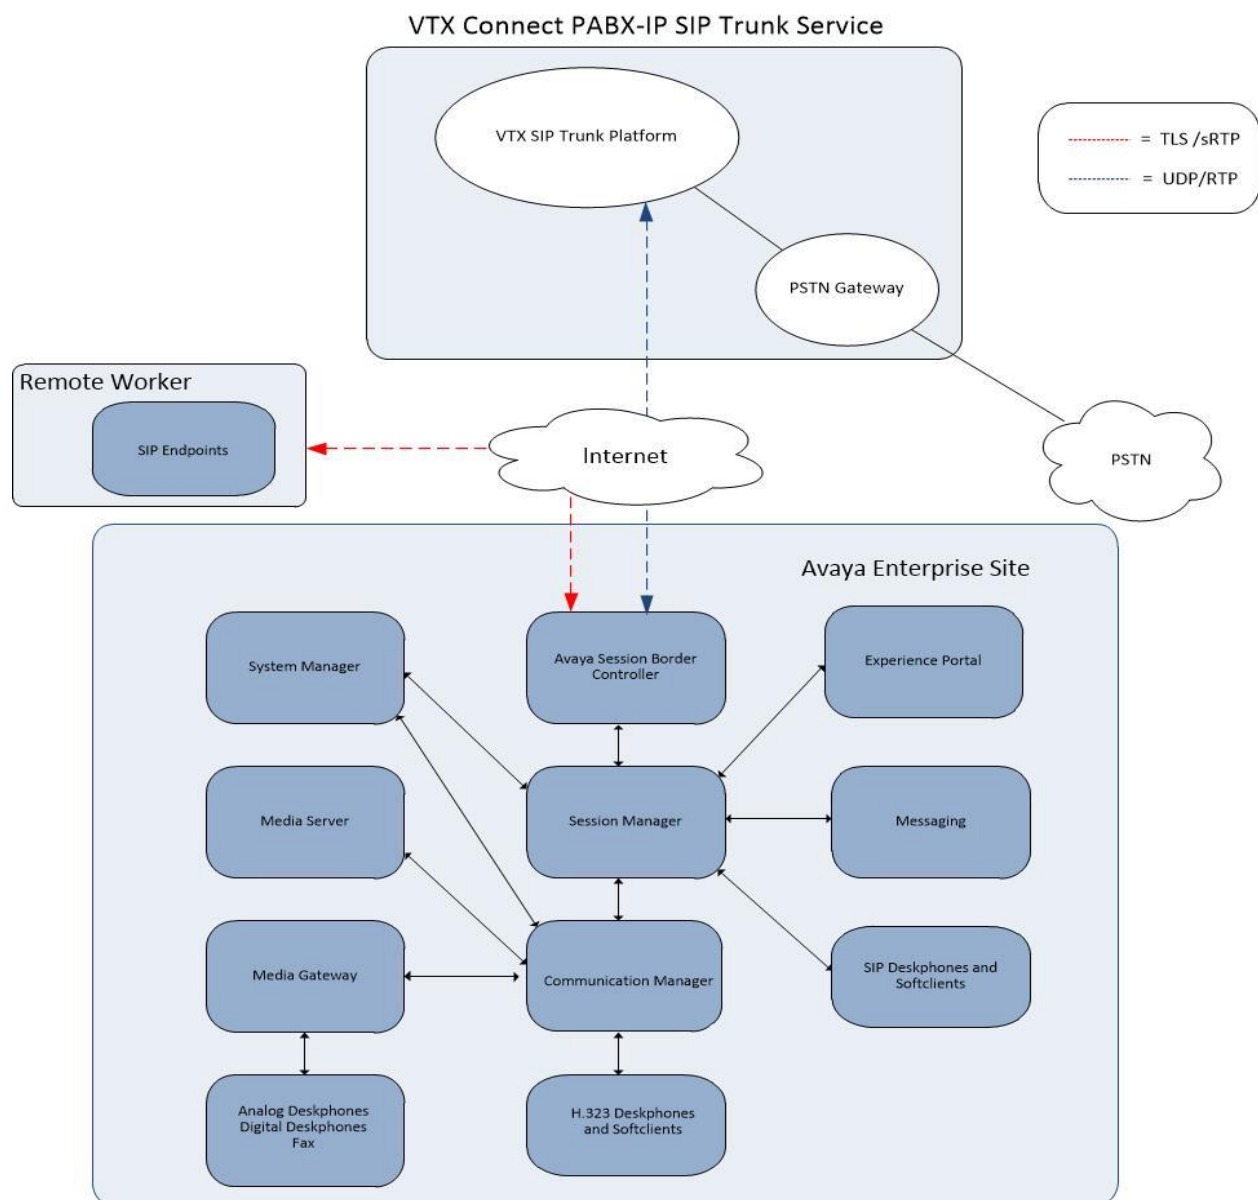 VTX Connect PABX-IP SIP Trunk Service
VTX SIP Trunk Platform
= TLS /sRTP
= UDP/RTP
PSTN Gateway
Remote Worker
SIP Endpoints
Internet
PSTN
Avaya Enterprise Site
System Manager
Avaya Session Border
Controller
Experience Portal
Media Server
Session Manager
Messaging
Media Gateway
Communication Manager
SIP Deskphones and
Softclients
Analog Deskphones
Digital Deskphones
Fax
H.323 Deskphones
and Softclients